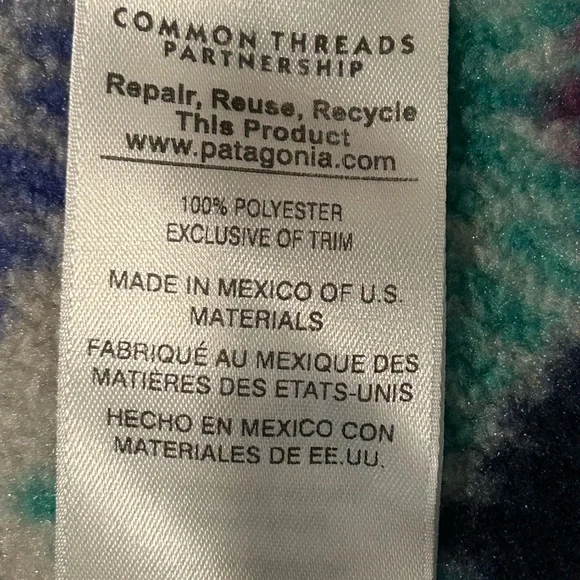 COMMON THREADS
PARTNERSHIP
Repair, Reuse, Recycle
This Product
www.patagonia.com
100% POLYESTER
EXCLUSIVE OF TRIM
MADE IN MEXICO OF U.S.
MATERIALS
FABRIQUÉ AU MEXIQUE DES
MATIÈRES DES ETATS-UNIS
HECHO EN MEXICO CON
MATERIALES DE EE.UU.